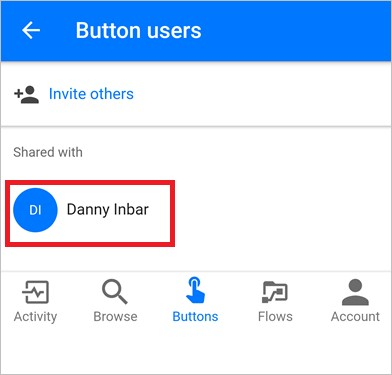 Button users
Invite others
Shared with
DI Danny Inbar
Activity Browse Buttons Flows Account